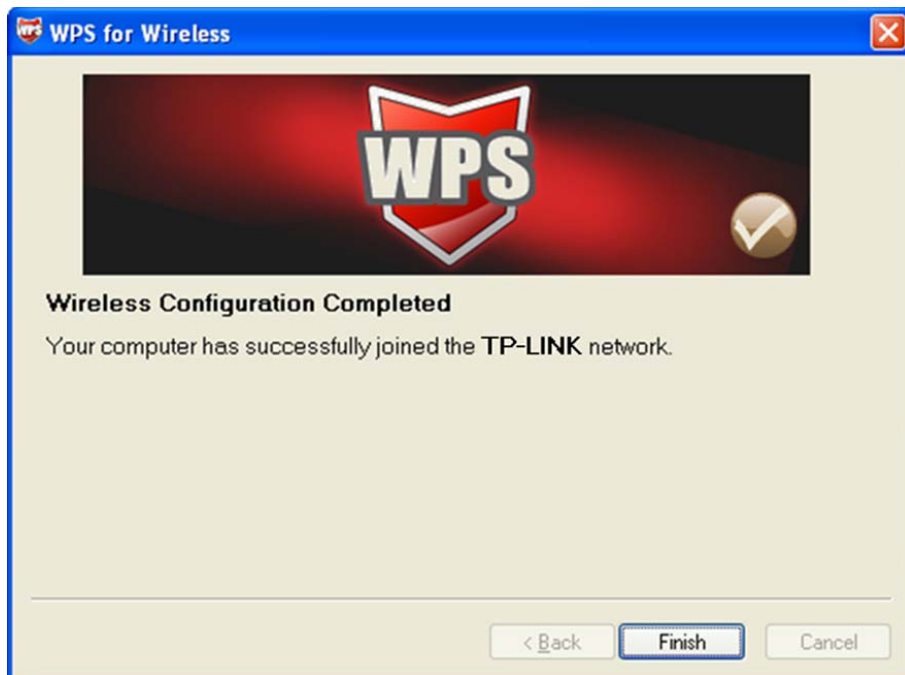 WPS WPS for Wireless
WPS
Wireless Configuration Completed
Your computer has successfully joined the TP-LINK network.
< Back Finish Cancel